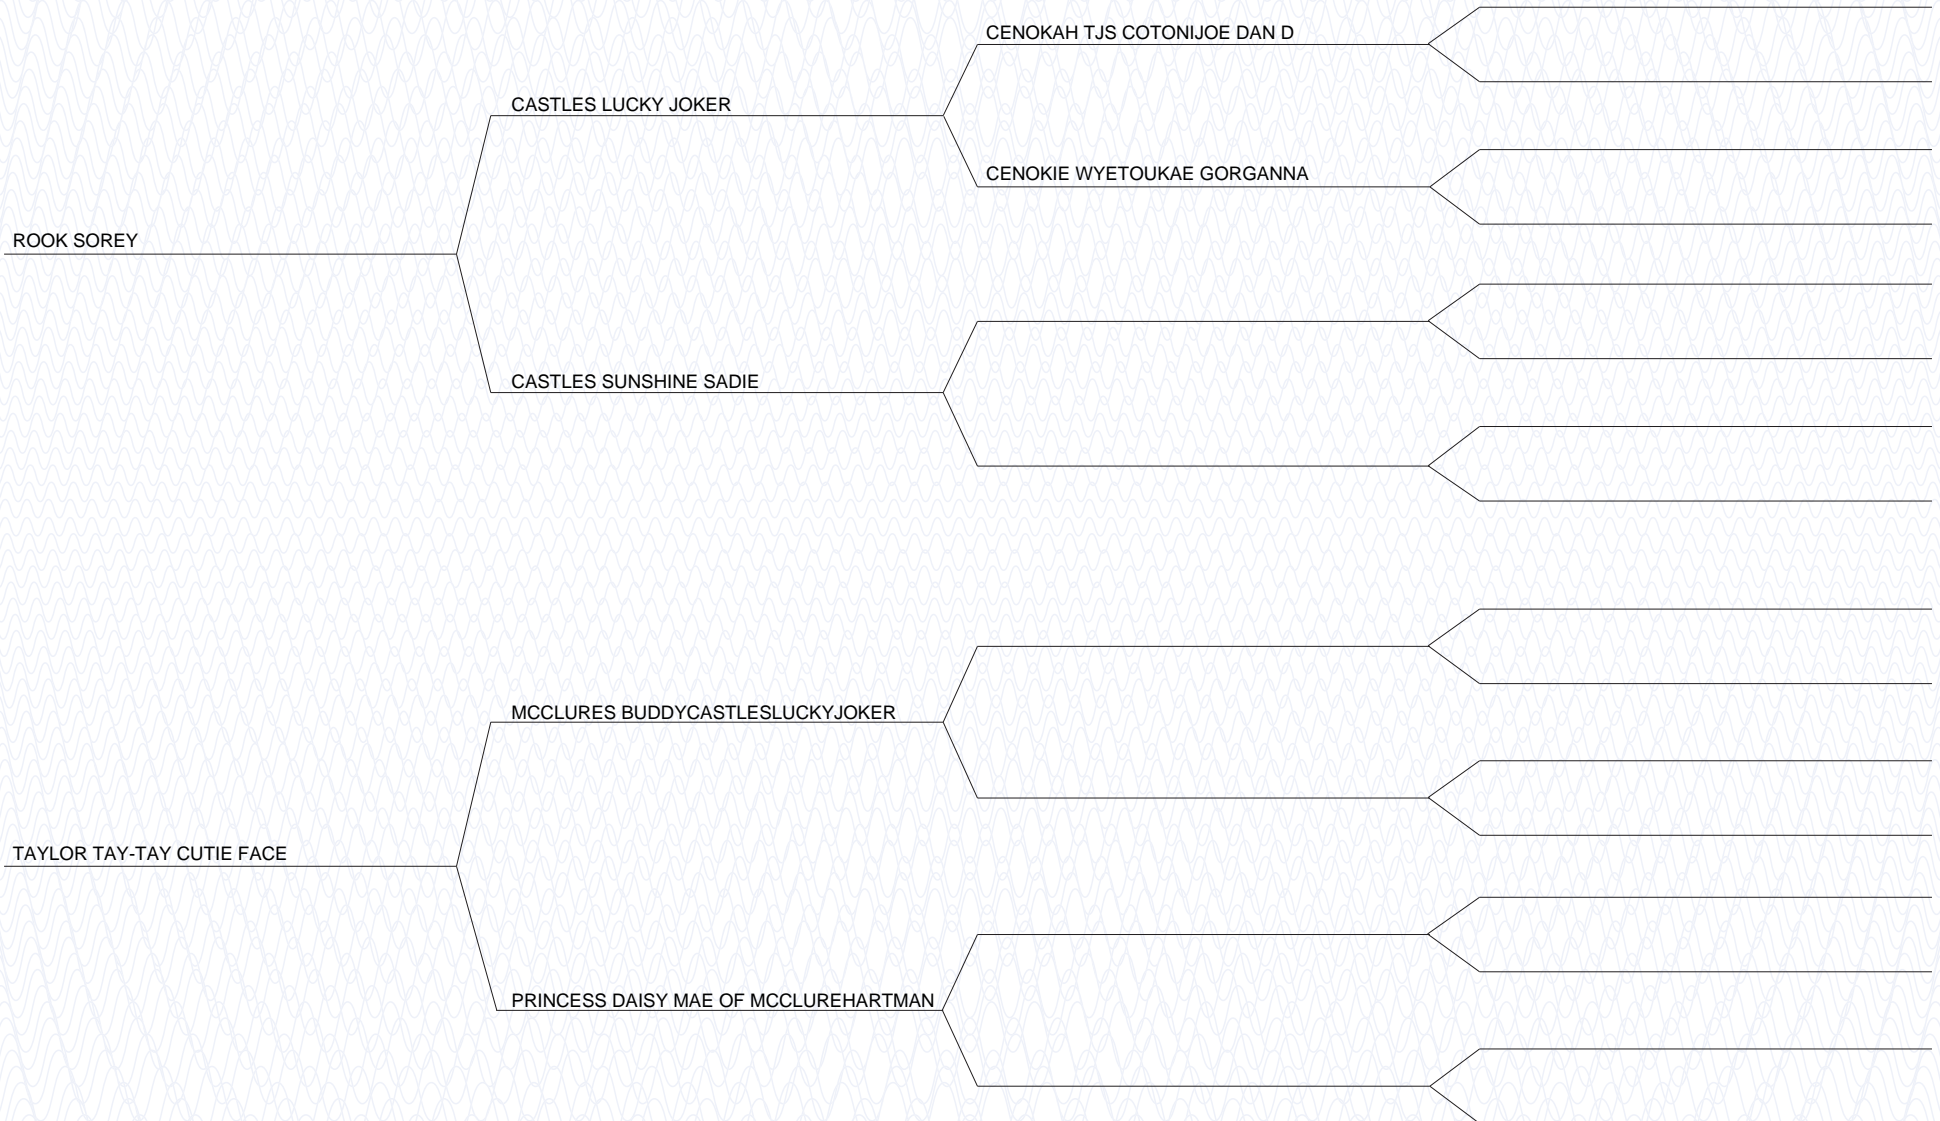 CENOKAH TJS COTONIJOE DAN D
CASTLES LUCKY JOKER
CENOKIE WYETOUKAE GORGANNA
ROOK SOREY
CASTLES SUNSHINE SADIE
MCCLURES BUDDYCASTLESLUCKYJOKER
TAYLOR TAY-TAY CUTIE FACE
PRINCESS DAISY MAE OF MCCLUREHARTMAN